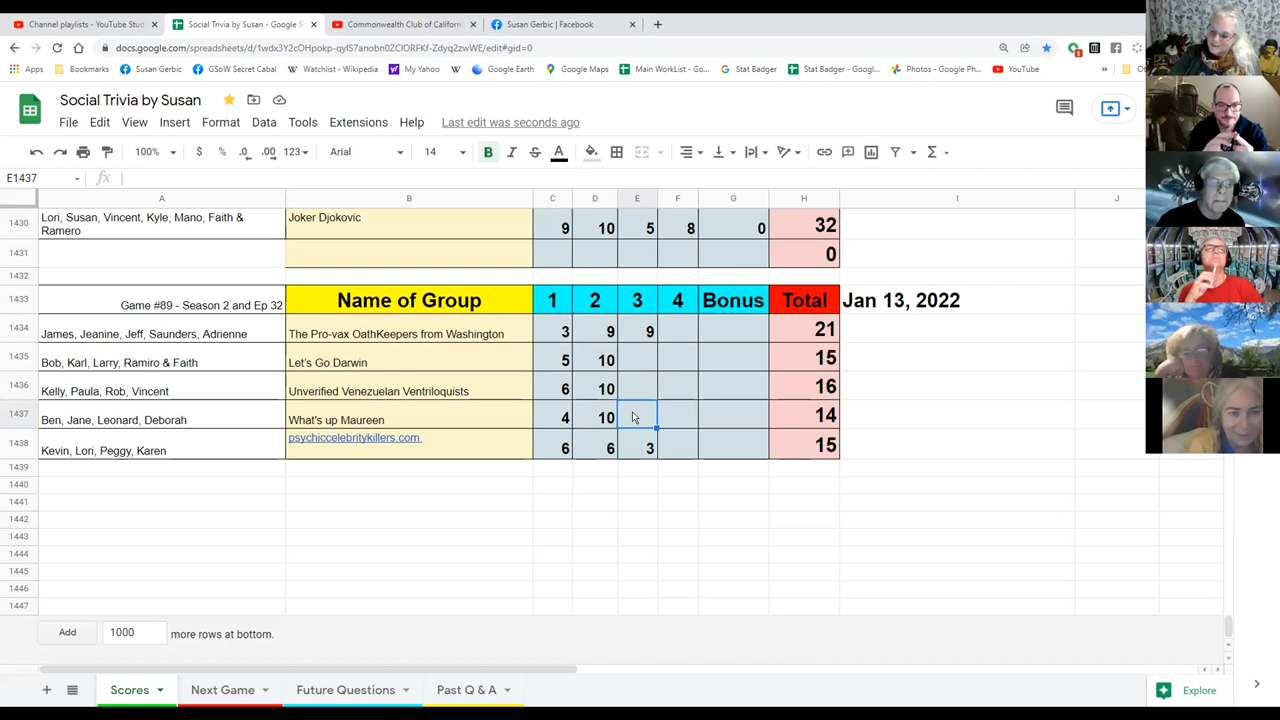 Channel playlists - YouTube Stud
Social Trivia by Susan - Google S
Commonwealth Club of Californi
Susan Gerbic | Facebook
docs.google.com/spreadsheets/d/1wdx3Y2cOHpokp-qyIS7anobn0ZCIORFKf-Zdyq2zwWE/edit#gid=0
Apps
Bookmarks
Susan Gerbic
GSoW Secret Cabal
Watchlist - Wikipedia
My Yahoo
Google Earth
Google Maps
Main WorkList - Go...
Stat Badger
Stat Badger - Googl...
Photos - Google Ph...
YouTube
Social Trivia by Susan
File Edit View Insert Format Data Tools Extensions Help Last edit was seconds ago
100% $ % .0 .00 123 Arial 14 B I S A
E1437 fx
A B C D E F G H I J
1430 Lori, Susan, Vincent, Kyle, Mano, Faith & Ramero Joker Djokovic 9 10 5 8 0 32
1431 0
1432
1433 Game #89 - Season 2 and Ep 32 Name of Group 1 2 3 4 Bonus Total Jan 13, 2022
1434 James, Jeanine, Jeff, Saunders, Adrienne The Pro-vax OathKeepers from Washington 3 9 9 21
1435 Bob, Karl, Larry, Ramiro & Faith Let's Go Darwin 5 10 15
1436 Kelly, Paula, Rob, Vincent Unverified Venezuelan Ventriloquists 6 10 16
1437 Ben, Jane, Leonard, Deborah What's up Maureen 4 10 14
1438 Kevin, Lori, Peggy, Karen psychiccelebritykillers.com 6 6 3 15
1439
1440
1441
1442
1443
1444
1445
1446
1447
Add 1000 more rows at bottom.
Scores Next Game Future Questions Past Q & A
Explore